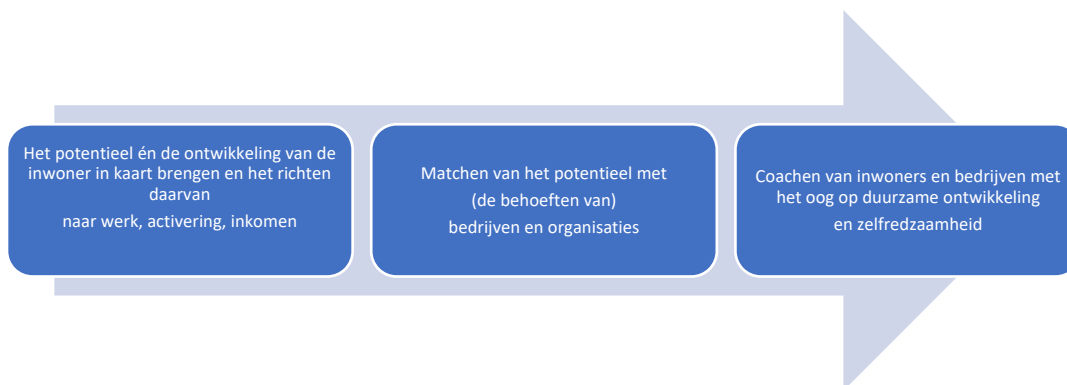 Het potentieel én de ontwikkeling van de
inwoner in kaart brengen en het richten
daarvan
naar werk, activering, inkomen
Matchen van het potentieel met
(de behoeften van)
bedrijven en organisaties
Coachen van inwoners en bedrijven met
het oog op duurzame ontwikkeling
en zelfredzaamheid